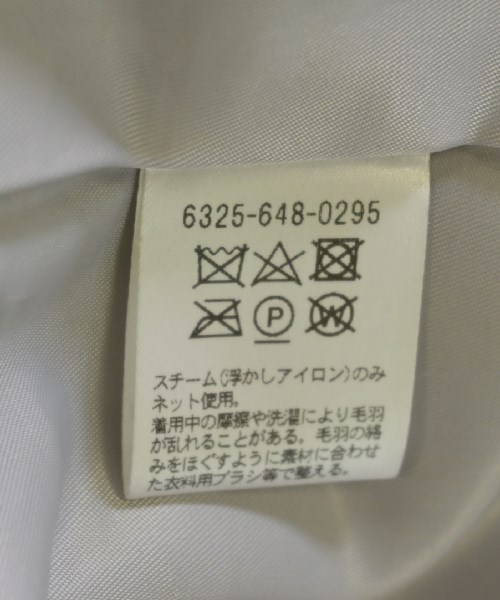 6325-648-0295
P W
スチーム(浮かしアイロン)のみ
ネット使用。
着用中の摩擦や洗濯により毛羽
が乱れることがある。毛羽の絡
みをほぐすように素材に合わせ
た衣料用ブラシ等で整える。